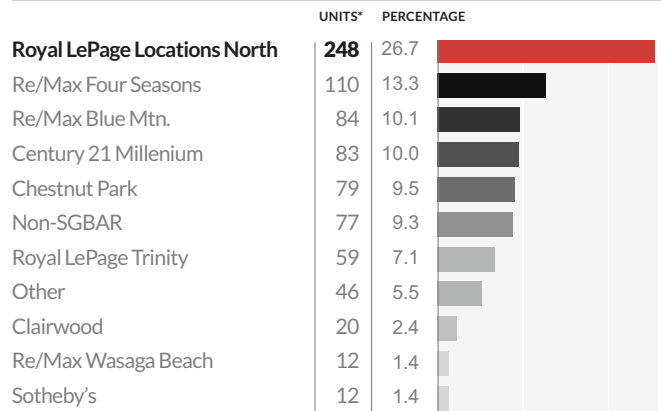 UNITS* PERCENTAGE
Royal LePage Locations North 248 26.7
Re/Max Four Seasons 110 13.3
Re/Max Blue Mtn. 84 10.1
Century 21 Millenium 83 10.0
Chestnut Park 79 9.5
Non-SGBAR 77 9.3
Royal LePage Trinity 59 7.1
Other 46 5.5
Clairwood 20 2.4
Re/Max Wasaga Beach 12 1.4
Sotheby's 12 1.4